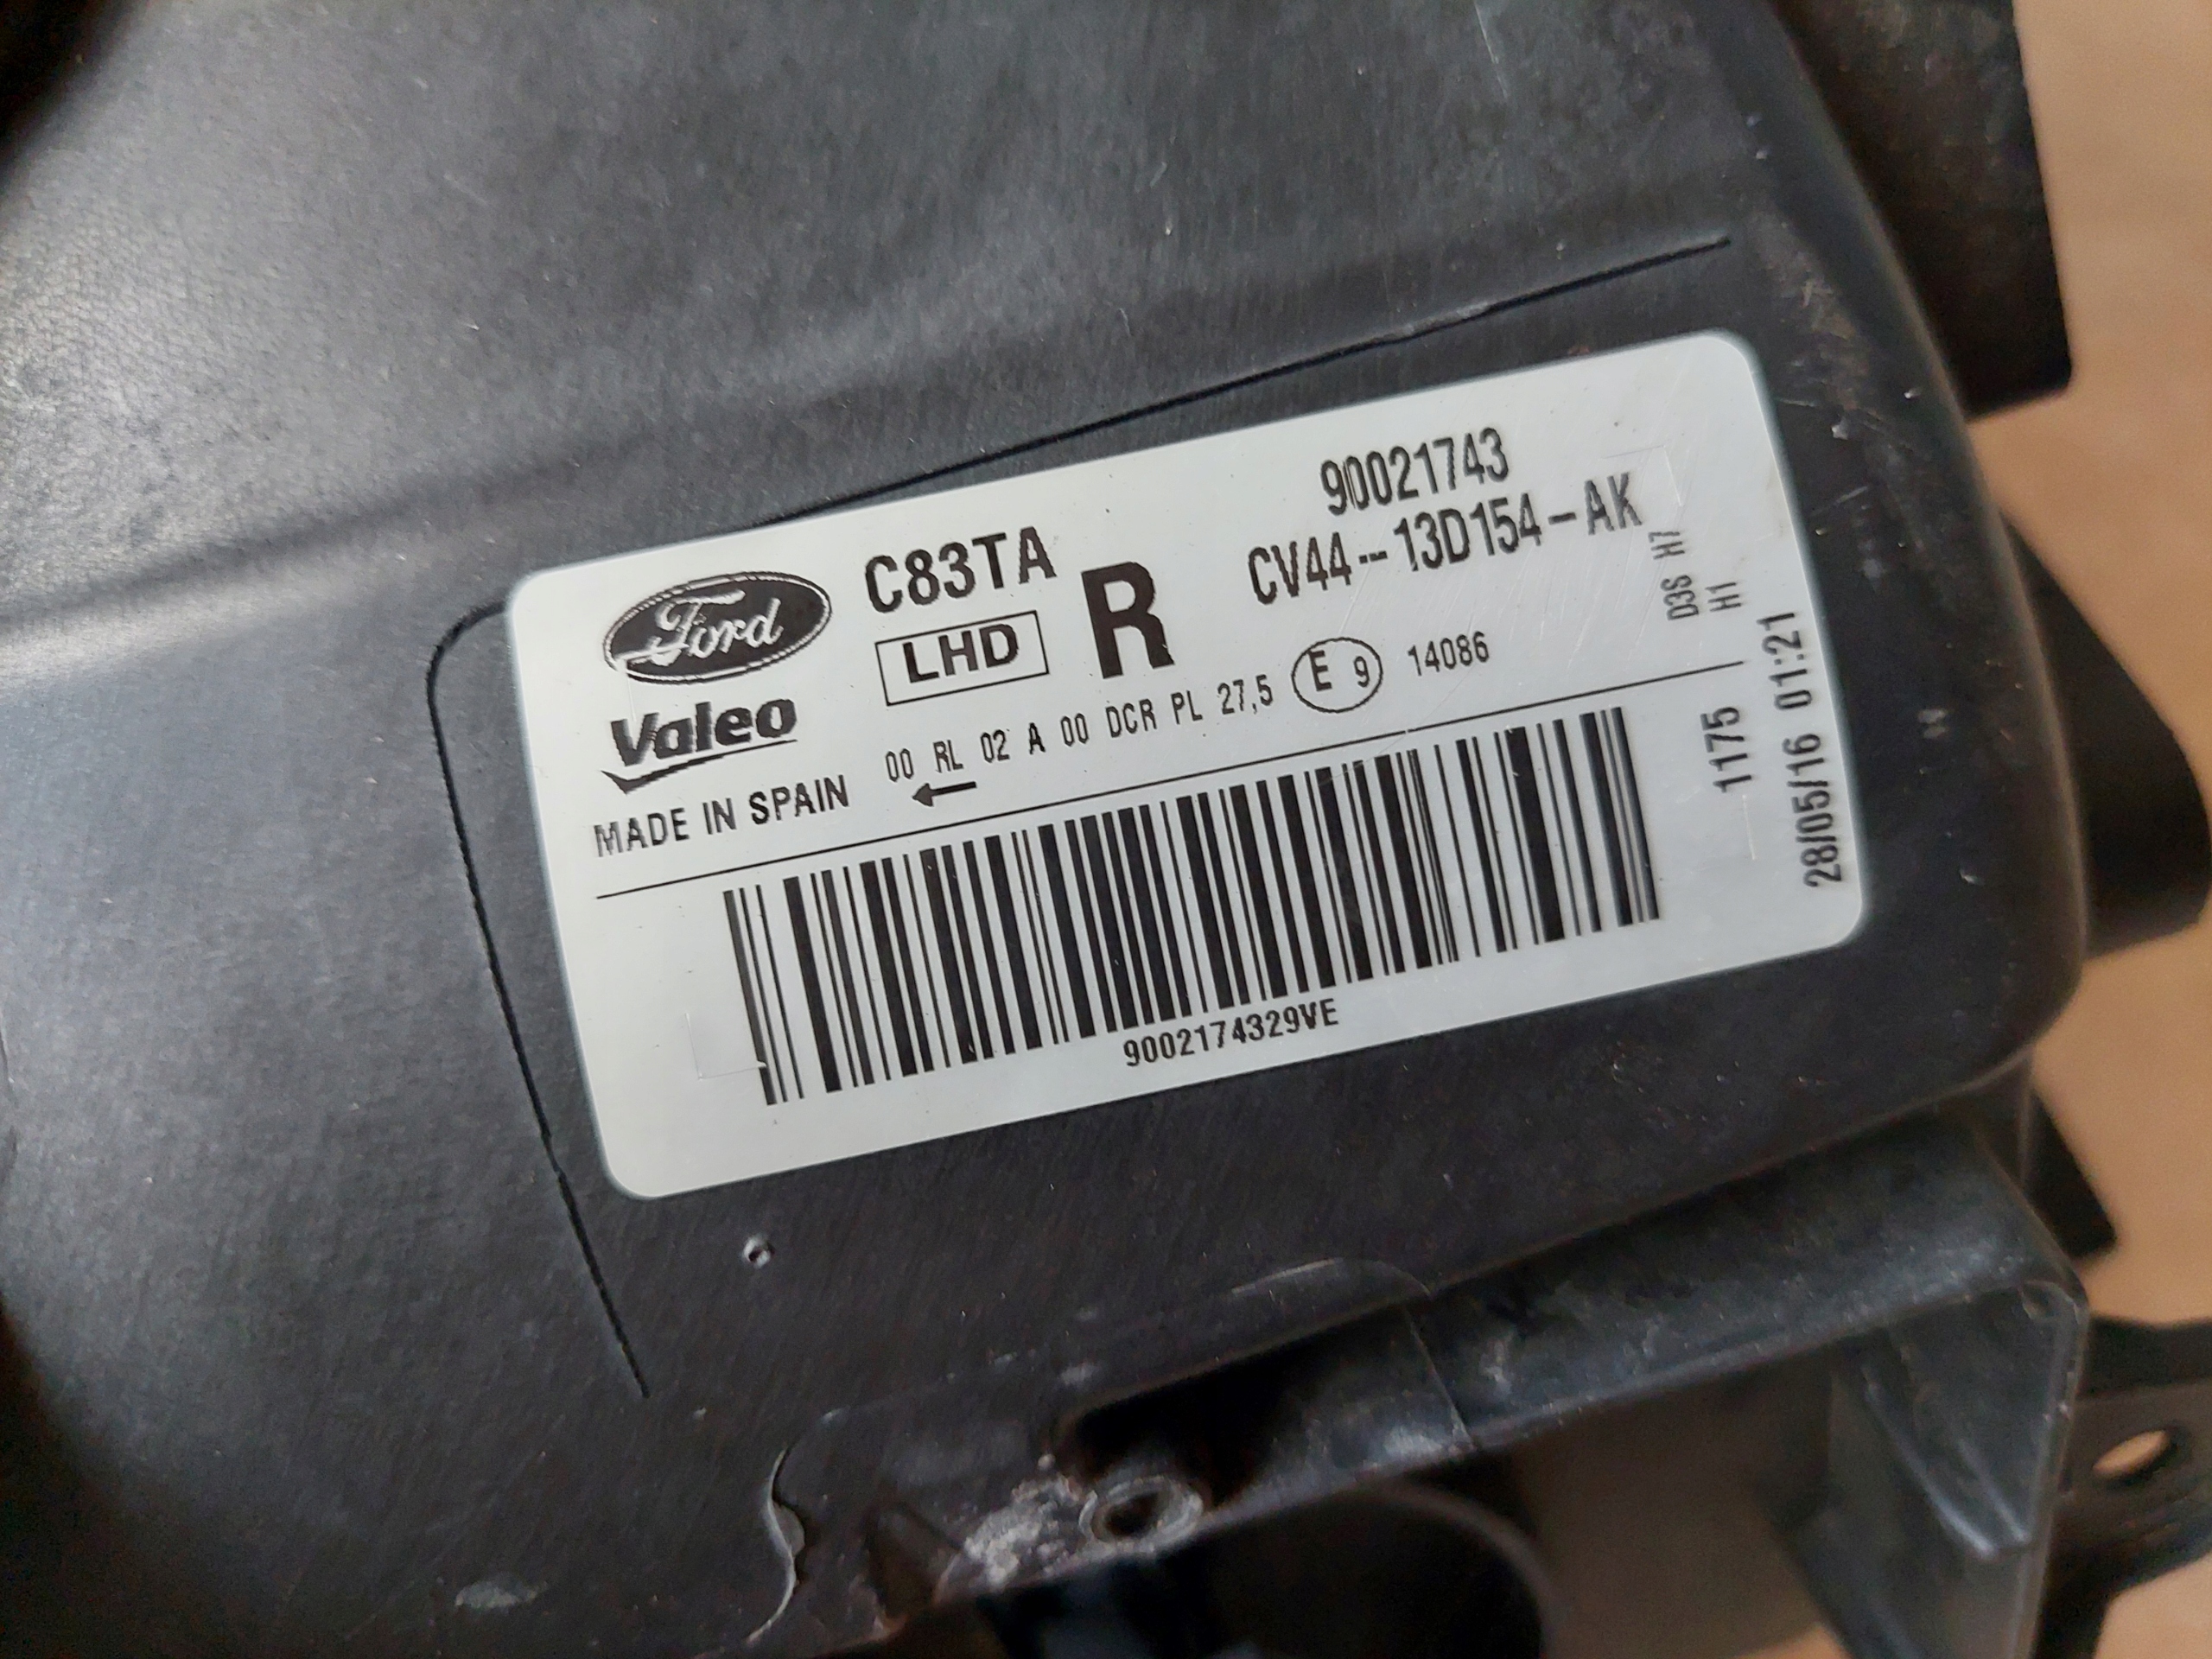 90021743
C83TA
CV44---13D154-AK
Ford
LHD
R
D3S H7
H1
Valeo
00 RL 02 A 00 DCR PL 27,5
E 9
14086
MADE IN SPAIN
1175
28/05/16 01:21
9002174329VE